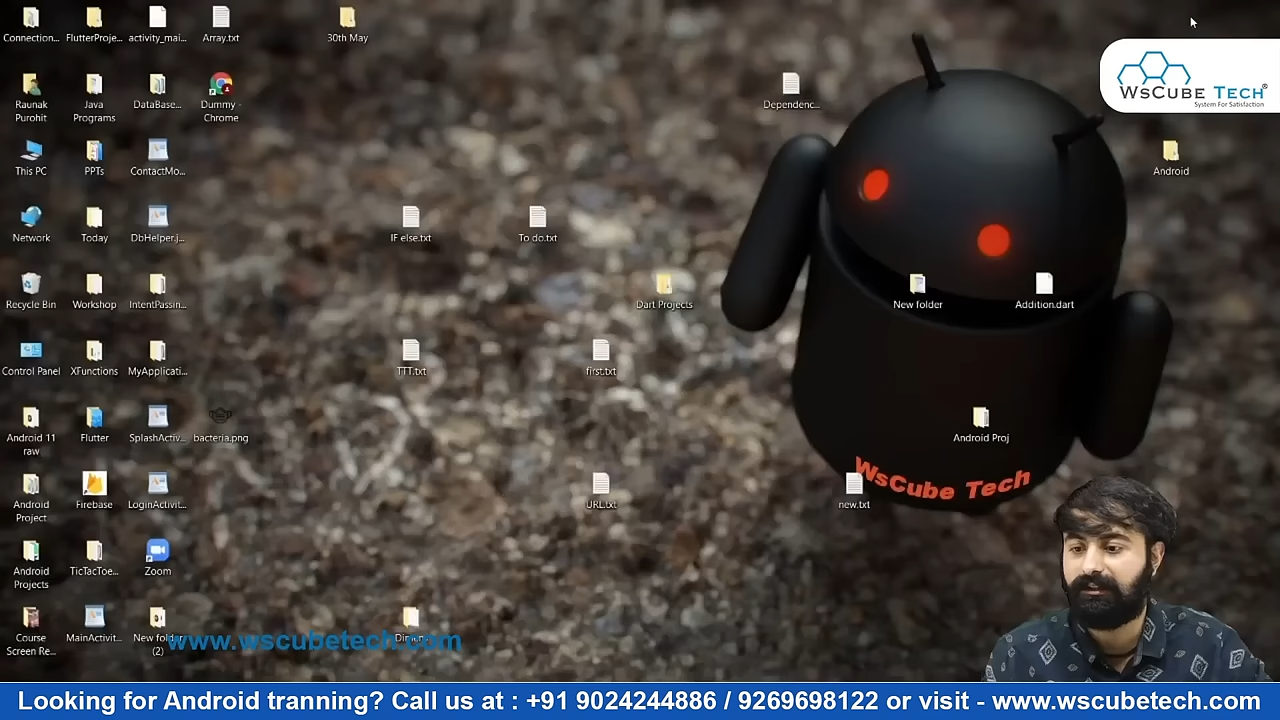 Connection...
FlutterProje...
activity_mai...
Array.txt
30th May
WsCube Tech®
System For Satisfaction
Raunak
Purohit
Java
Programs
DataBase...
Dummy -
Chrome
Dependenc...
This PC
PPTs
ContactMo...
Android
Network
Today
DbHelper.j...
IF else.txt
To do.txt
Recycle Bin
Workshop
IntentPassin...
Dart Projects
New folder
Addition.dart
Control Panel
XFunctions
MyApplicati...
TTT.txt
first.txt
Android 11
raw
Flutter
SplashActiv...
bacteria.png
Android Proj
WsCube Tech
Android
Project
Firebase
LoginActivit...
URL.txt
new.txt
Android
Projects
TicTacToe...
Zoom
Course
Screen Re...
MainActivit...
New folder
(2)
www.wscubetech.com
Looking for Android tranning? Call us at : +91 9024244886 / 9269698122 or visit - www.wscubetech.com